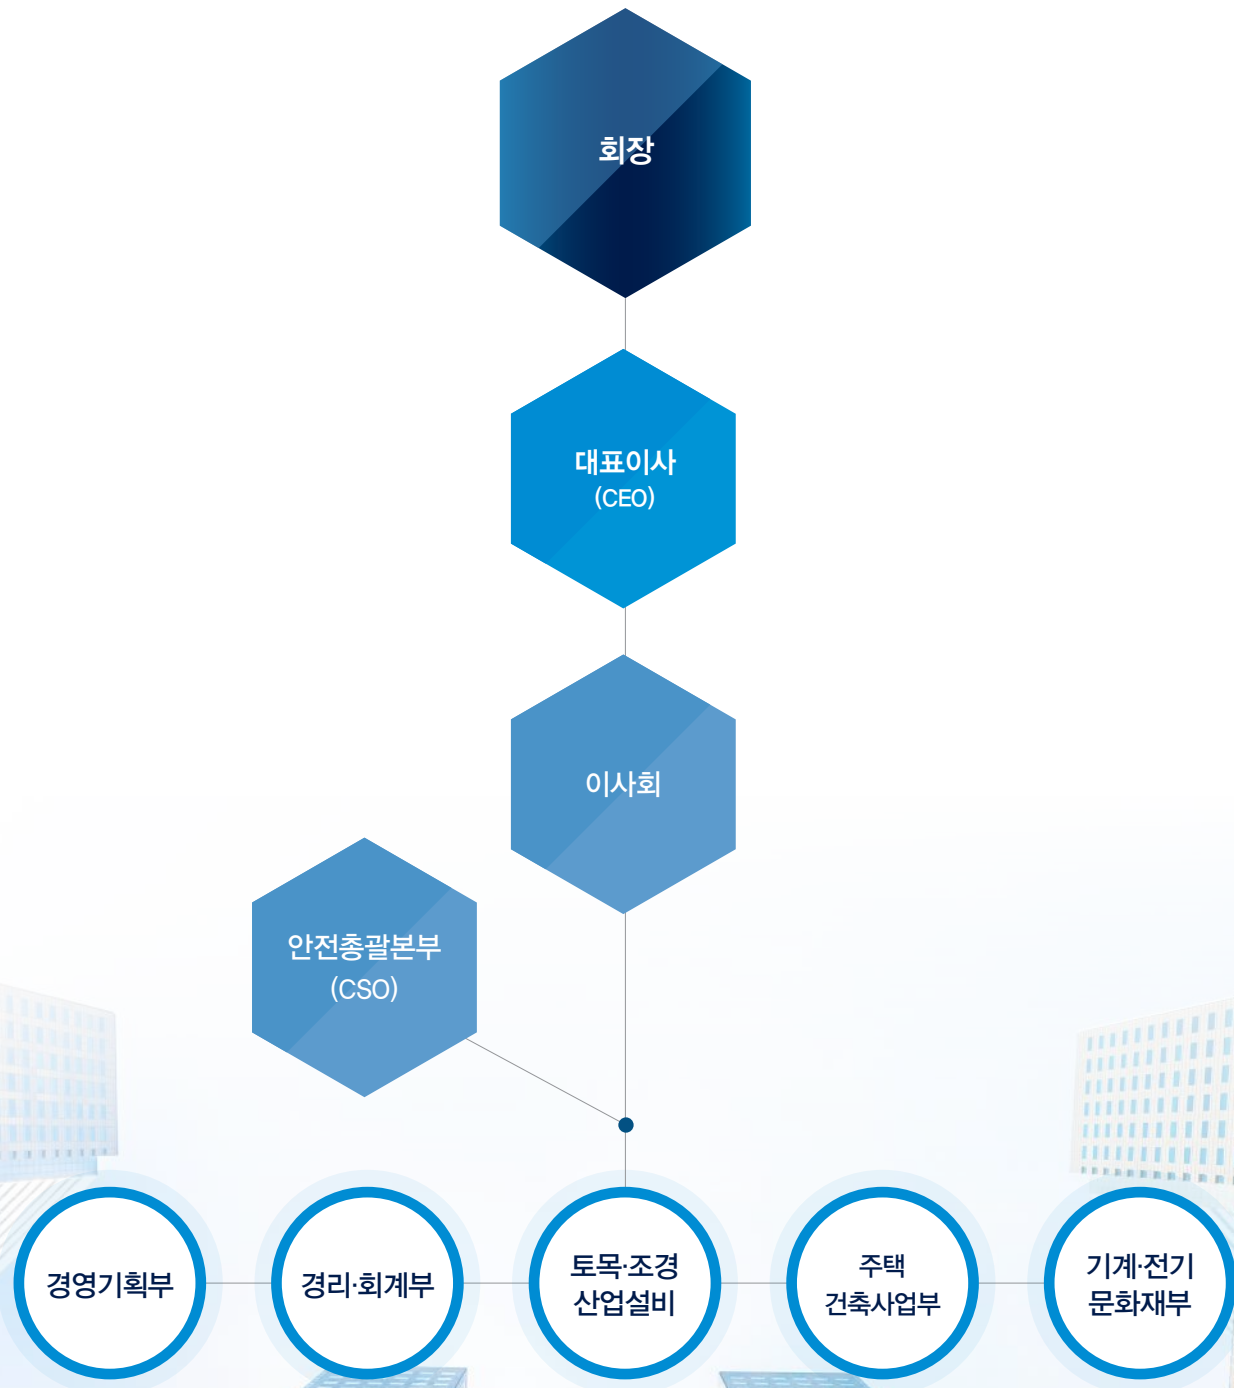 회장
대표이사
(CEO)
이사회
안전총괄본부
(CSO)
경영기획부
경리·회계부
토목·조경
산업설비
주택
건축사업부
기계·전기
문화재부